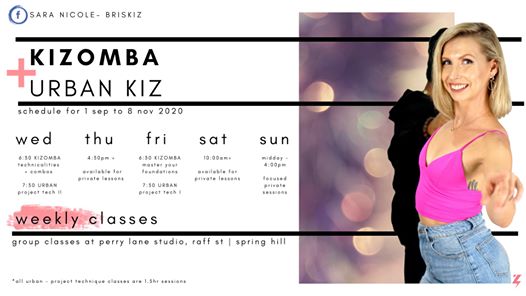 f SARA NICOLE- BRISKIZ
KIZOMBA
+
URBAN KIZ
schedule for 1 sep to 8 nov 2020
wed thu fri sat sun
6:30 KIZOMBA
technicalities
+ combos
7:30 URBAN
project tech II
4:30pm +
available for
private lessons
6:30 KIZOMBA
master your
foundations
7:30 URBAN
project tech I
10:00am+
available for
private lessons
midday -
4:00pm
focused
private
sessions
weekly classes
group classes at perry lane studio, raff st | spring hill
*all urban - project technique classes are 1.5hr sessions